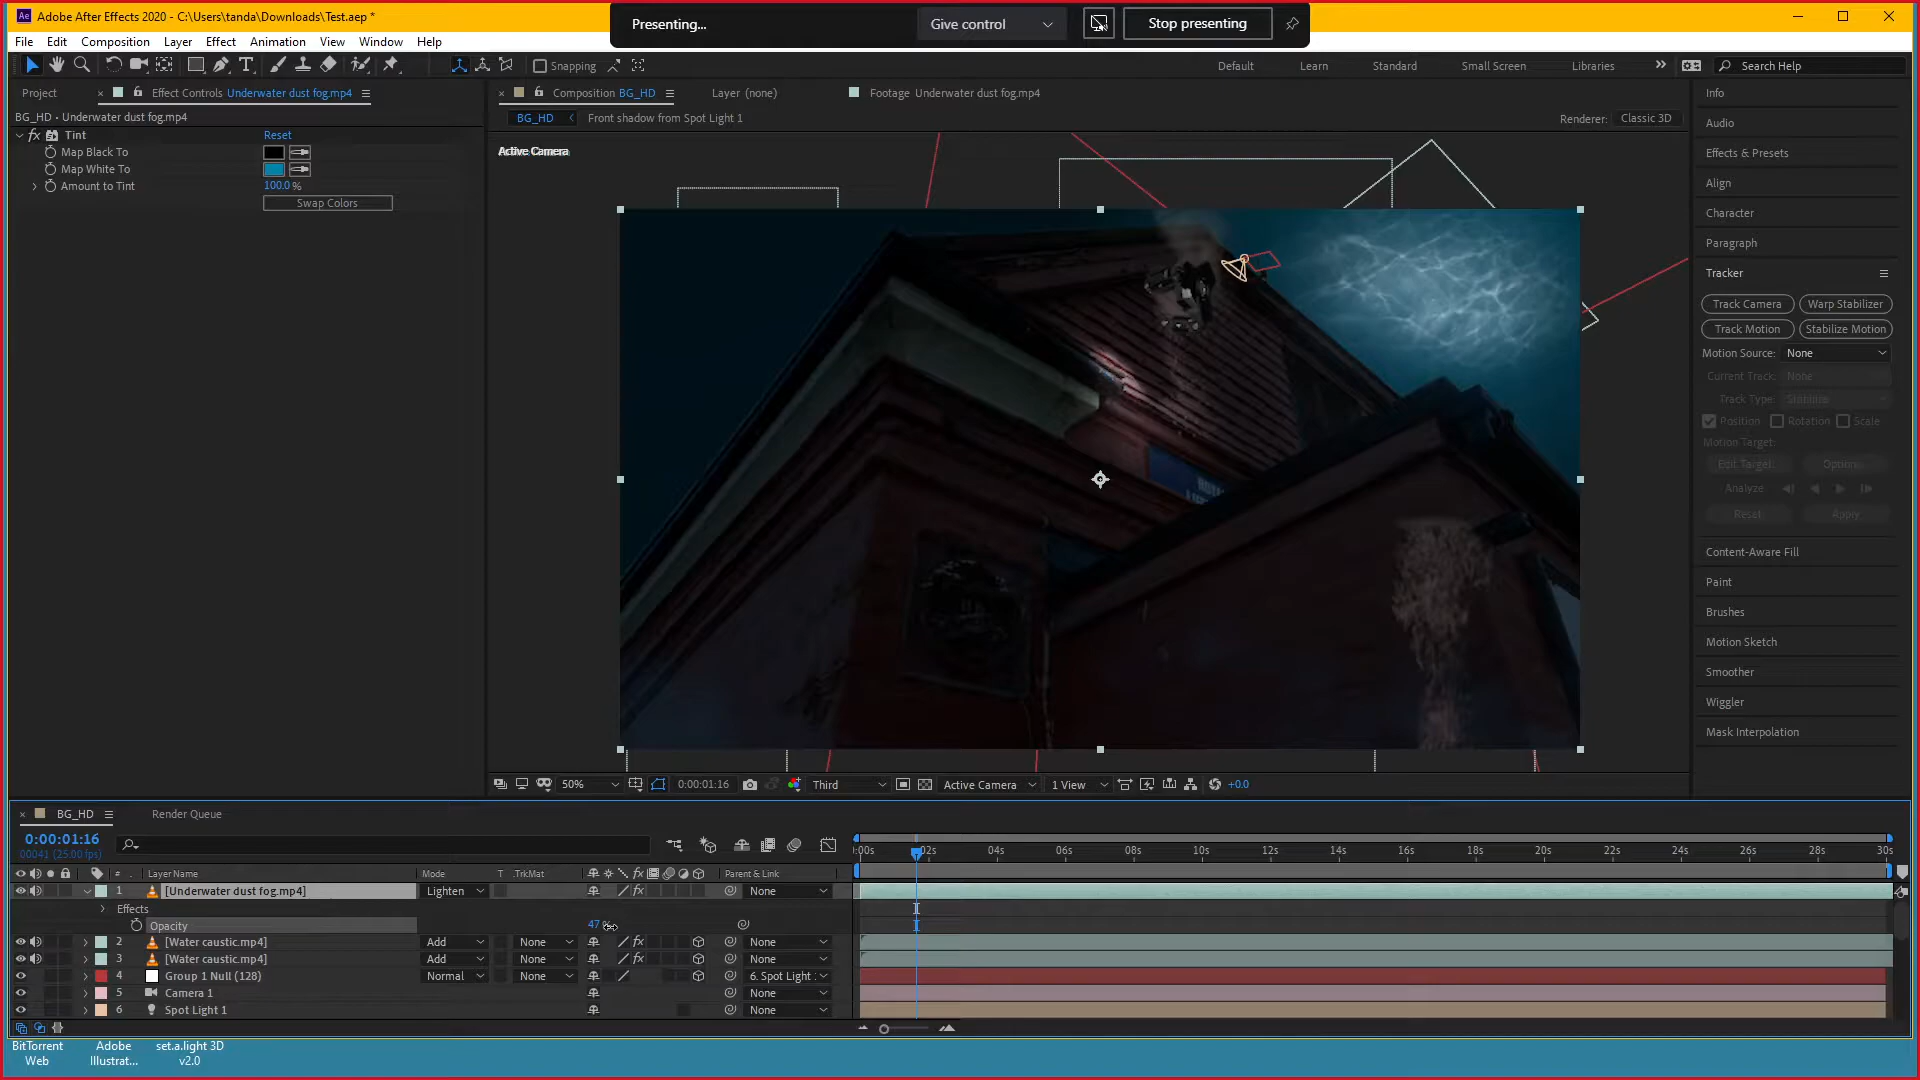 Adobe After Effects 2020 - C:\Users\tanda\Downloads\Test.aep *
Presenting...
Give control
Stop presenting
File Edit Composition Layer Effect Animation View Window Help
Snapping
Default Learn Standard Small Screen Libraries
Search Help
Project
Effect Controls Underwater dust fog.mp4
Composition BG_HD
Layer (none)
Footage Underwater dust fog.mp4
BG_HD • Underwater dust fog.mp4
BG_HD
Front shadow from Spot Light 1
Renderer: Classic 3D
fx Tint Reset
Map Black To
Map White To
Amount to Tint 100.0 %
Swap Colors
Active Camera
Info
Audio
Effects & Presets
Align
Character
Paragraph
Tracker
Track Camera Warp Stabilizer
Track Motion Stabilize Motion
Motion Source: None
Current Track: None
Track Type: Stabilize
Position Rotation Scale
Motion Target:
Edit Target... Options...
Analyze:
Reset Apply
Content-Aware Fill
Paint
Brushes
Motion Sketch
Smoother
Wiggler
Mask Interpolation
50% 0:00:01:16 Third Active Camera 1 View +0.0
BG_HD
Render Queue
0:00:01:16
00041 (25.00 fps)
# Layer Name Mode T .TrkMat Parent & Link
:00s 02s 04s 06s 08s 10s 12s 14s 16s 18s 20s 22s 24s 26s 28s 30s
1 [Underwater dust fog.mp4] Lighten None
Effects
Opacity 47 %
2 [Water caustic.mp4] Add None None
3 [Water caustic.mp4] Add None None
4 Group 1 Null (128) Normal None 6. Spot Light
5 Camera 1 None
6 Spot Light 1 None
BitTorrent Web
Adobe Illustrat...
set.a.light 3D v2.0